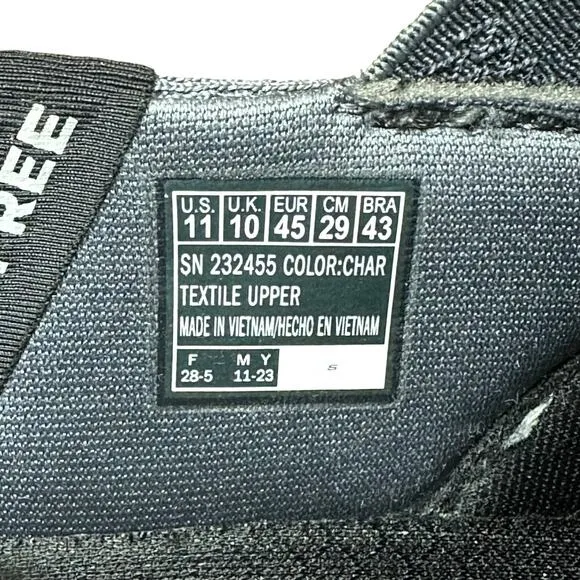 REE
U.S. U.K. EUR CM BRA
11 10 45 29 43
SN 232455 COLOR:CHAR
TEXTILE UPPER
MADE IN VIETNAM/HECHO EN VIETNAM
F M Y
28-5 11-23 S